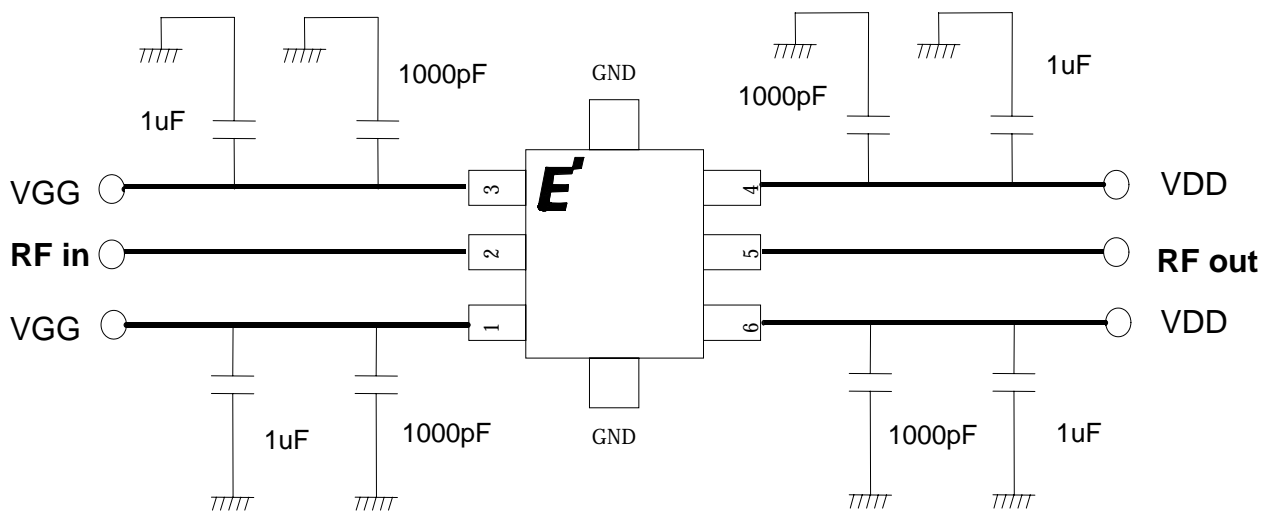 GND
1uF
1000pF
1000pF
1uF
E
VGG
3
4
VDD
RF in
2
5
RF out
VGG
1
6
VDD
1uF
1000pF
GND
1000pF
1uF